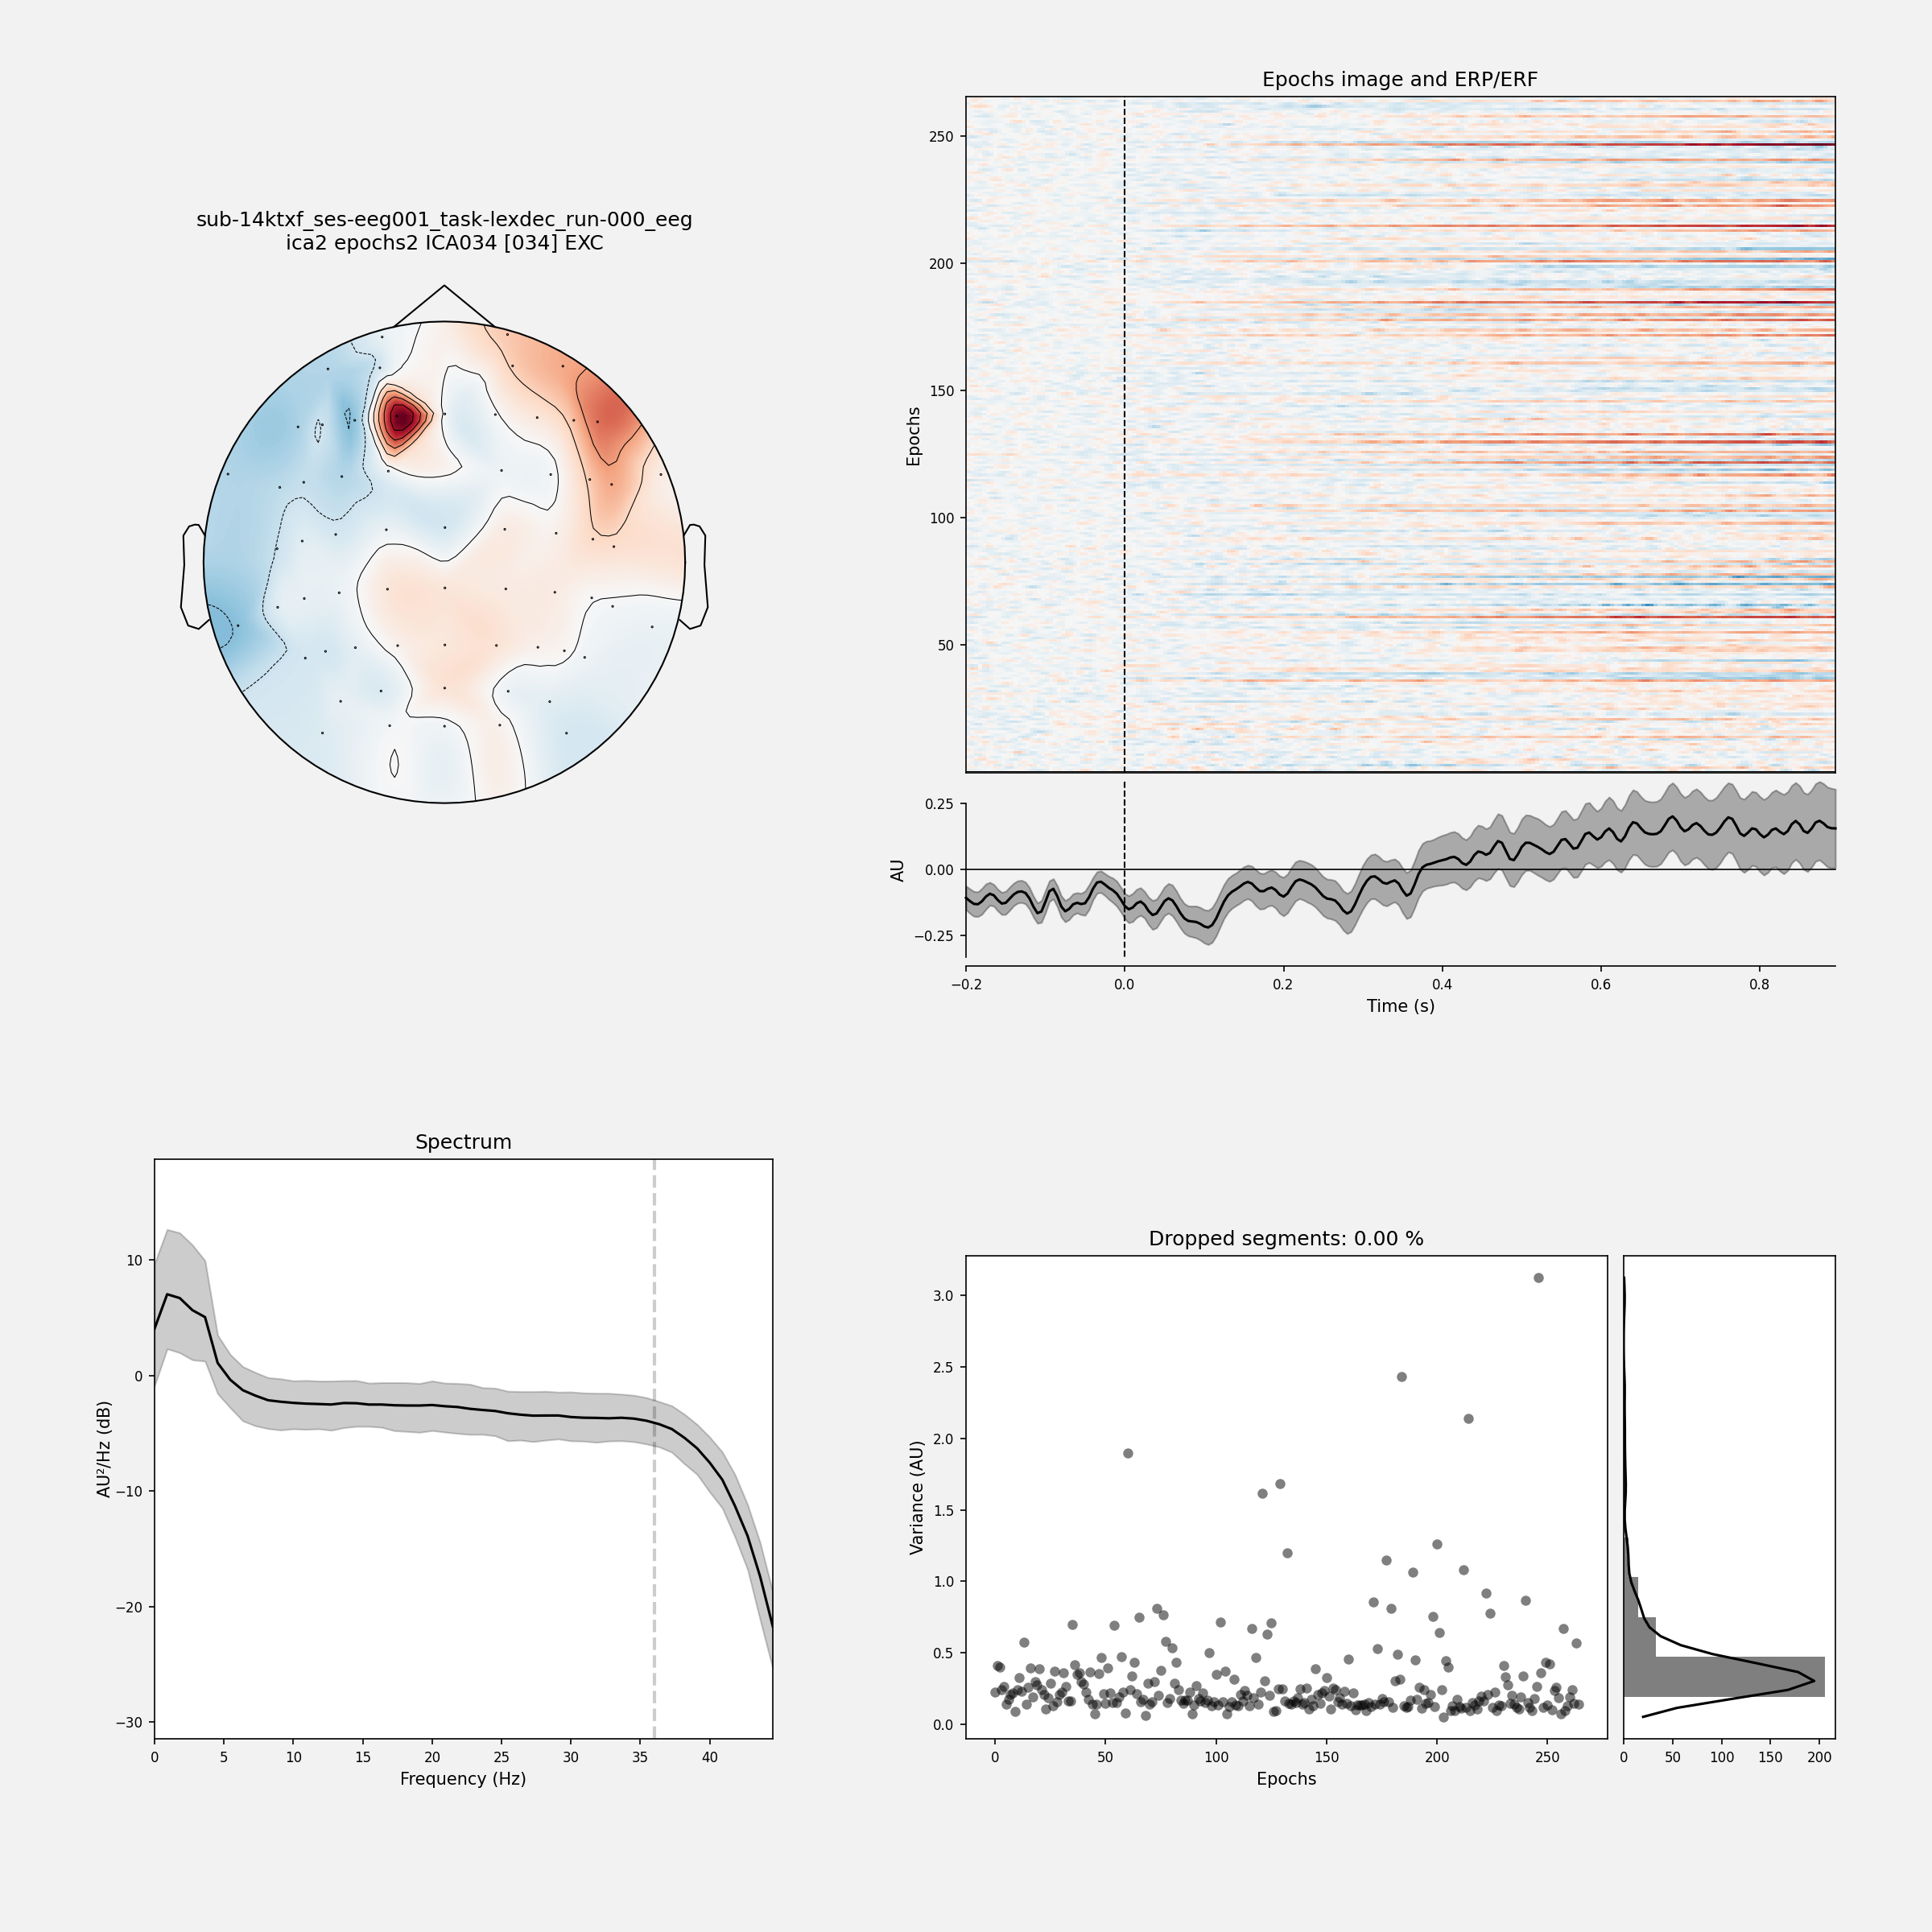 Epochs image and ERP/ERF
sub-14ktxf_ses-eeg001_task-lexdec_run-000_eeg
ica2 epochs2 ICA034 [034] EXC
Epochs
250
200
150
100
50
AU
0.25
0.00
−0.25
−0.2 0.0 0.2 0.4 0.6 0.8
Time (s)
Spectrum
AU²/Hz (dB)
10
0
−10
−20
−30
0 5 10 15 20 25 30 35 40
Frequency (Hz)
Dropped segments: 0.00 %
Variance (AU)
3.0
2.5
2.0
1.5
1.0
0.5
0.0
0 50 100 150 200 250
Epochs
0 50 100 150 200